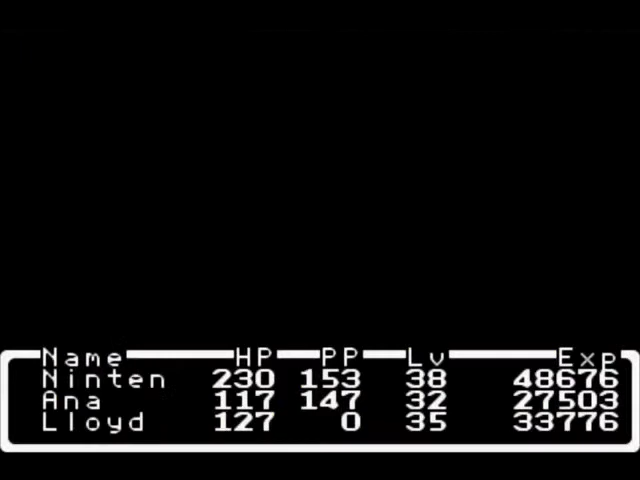 Name HP PP Lv Exp
Ninten 230 153 38 48676
Ana 117 147 32 27503
Lloyd 127 0 35 33776